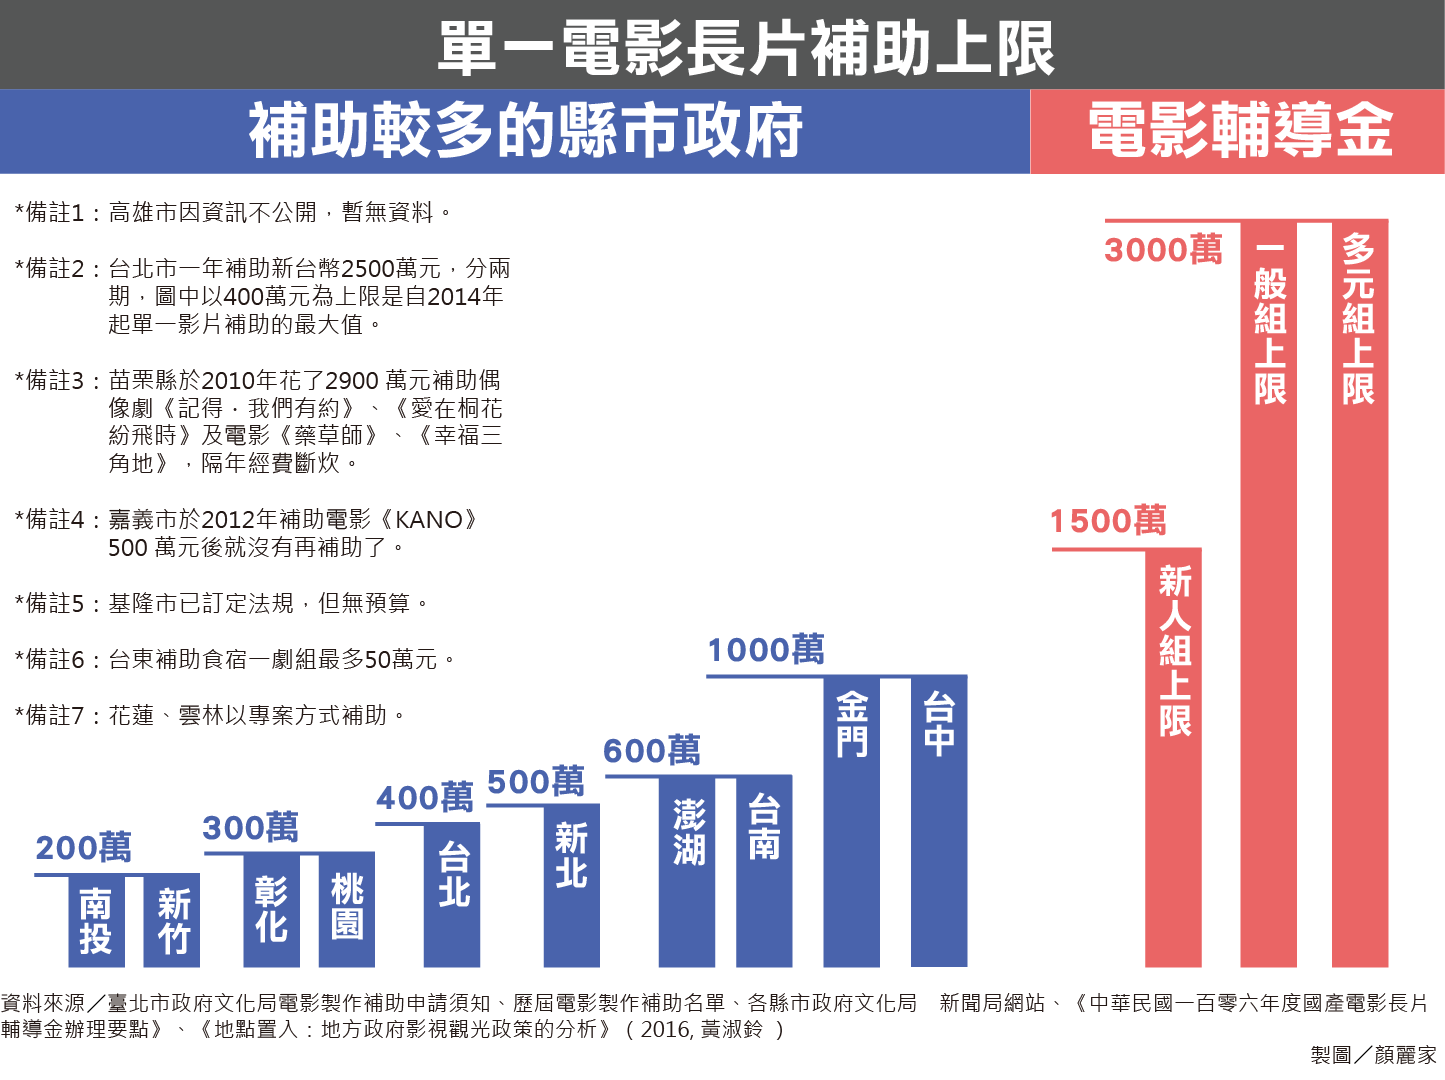 單一電影長片補助上限
補助較多的縣市政府
電影輔導金
*備註1：高雄市因資訊不公開，暫無資料。
*備註2：台北市一年補助新台幣2500萬元，分兩
期，圖中以400萬元為上限是自2014年
起單一影片補助的最大值。
*備註3：苗栗縣於2010年花了2900 萬元補助偶
像劇《記得．我們有約》、《愛在桐花
紛飛時》及電影《藥草師》、《幸福三
角地》，隔年經費斷炊。
*備註4：嘉義市於2012年補助電影《KANO》
500 萬元後就沒有再補助了。
*備註5：基隆市已訂定法規，但無預算。
*備註6：台東補助食宿一劇組最多50萬元。
*備註7：花蓮、雲林以專案方式補助。
200萬
南投
新竹
300萬
彰化
桃園
400萬
台北
500萬
新北
600萬
澎湖
台南
1000萬
金門
台中
1500萬
新人組上限
3000萬
一般組上限
多元組上限
資料來源／臺北市政府文化局電影製作補助申請須知、歷屆電影製作補助名單、各縣市政府文化局　新聞局網站、《中華民國一百零六年度國產電影長片
輔導金辦理要點》、《地點置入：地方政府影視觀光政策的分析》（2016, 黃淑鈴 ）
製圖／顏麗家